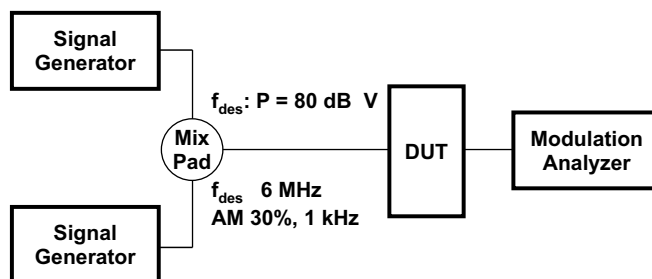 Signal
Generator
f_des: P = 80 dB V
Mix
Pad
DUT
Modulation
Analyzer
f_des 6 MHz
AM 30%, 1 kHz
Signal
Generator